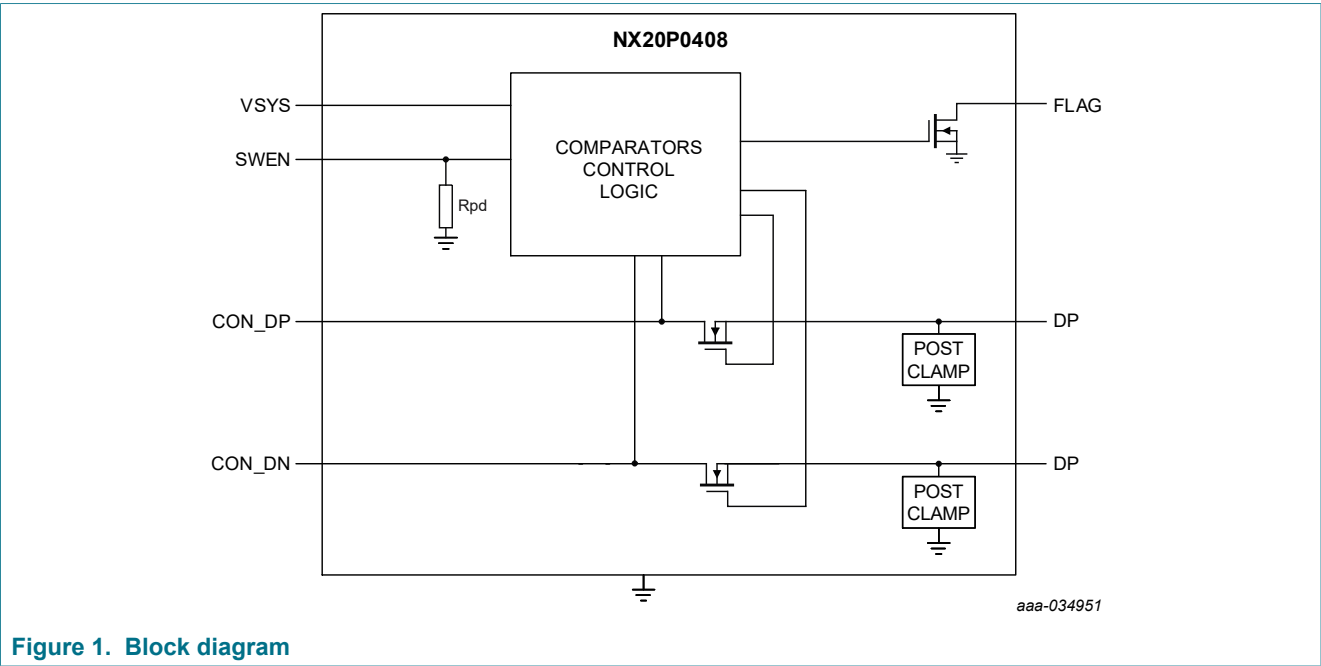 NX20P0408
VSYS
FLAG
SWEN
COMPARATORS
CONTROL
LOGIC
Rpd
CON_DP
DP
POST
CLAMP
CON_DN
DP
POST
CLAMP
aaa-034951
Figure 1. Block diagram